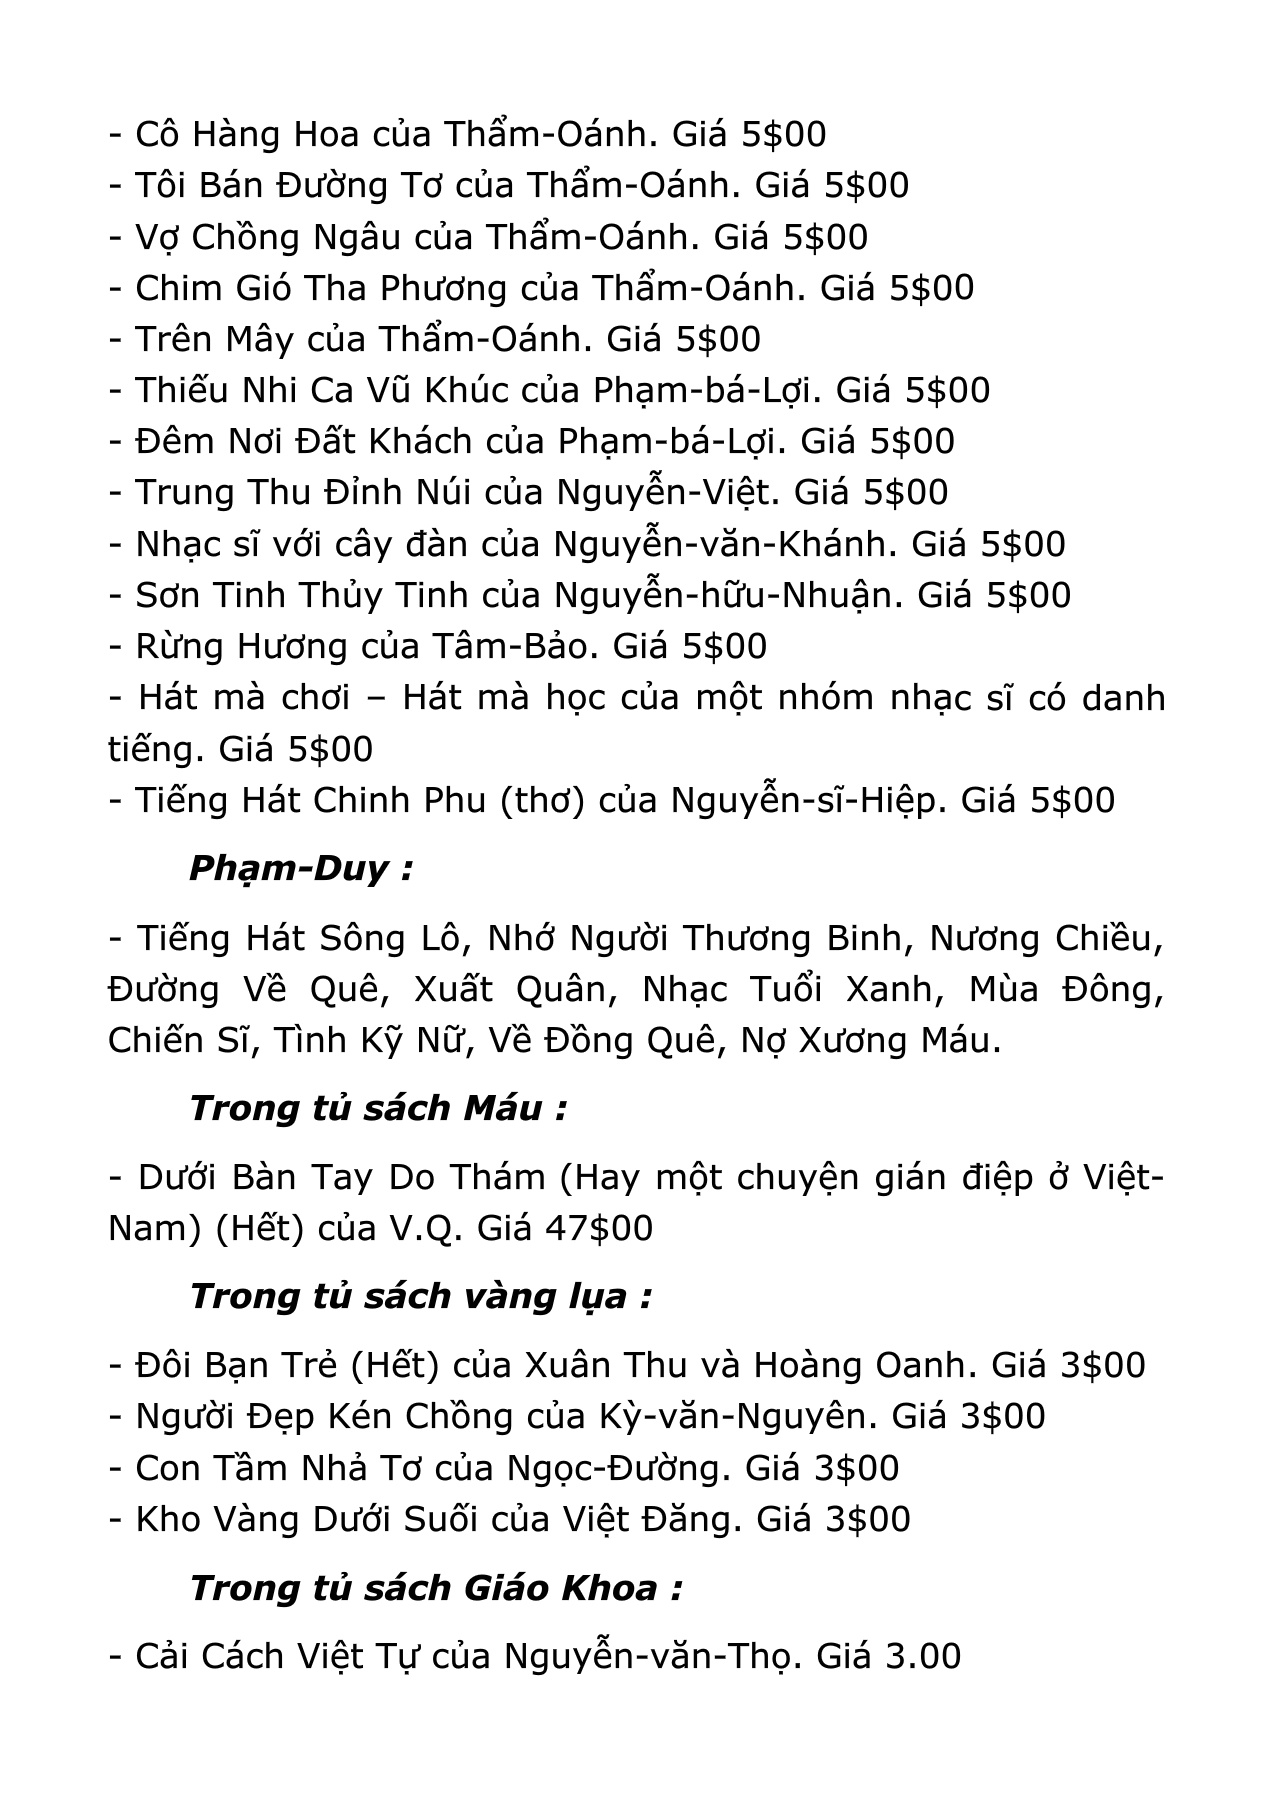 - Cô Hàng Hoa của Thẩm-Oánh. Giá 5$00
- Tôi Bán Đường Tơ của Thẩm-Oánh. Giá 5$00
- Vợ Chồng Ngâu của Thẩm-Oánh. Giá 5$00
- Chim Gió Tha Phương của Thẩm-Oánh. Giá 5$00
- Trên Mây của Thẩm-Oánh. Giá 5$00
- Thiếu Nhi Ca Vũ Khúc của Phạm-bá-Lợi. Giá 5$00
- Đêm Nơi Đất Khách của Phạm-bá-Lợi. Giá 5$00
- Trung Thu Đỉnh Núi của Nguyễn-Việt. Giá 5$00
- Nhạc sĩ với cây đàn của Nguyễn-văn-Khánh. Giá 5$00
- Sơn Tinh Thủy Tinh của Nguyễn-hữu-Nhuận. Giá 5$00
- Rừng Hương của Tâm-Bảo. Giá 5$00
- Hát mà chơi – Hát mà học của một nhóm nhạc sĩ có danh
tiếng. Giá 5$00
- Tiếng Hát Chinh Phu (thơ) của Nguyễn-sĩ-Hiệp. Giá 5$00
Phạm-Duy :
- Tiếng Hát Sông Lô, Nhớ Người Thương Binh, Nương Chiều,
Đường Về Quê, Xuất Quân, Nhạc Tuổi Xanh, Mùa Đông,
Chiến Sĩ, Tình Kỹ Nữ, Về Đồng Quê, Nợ Xương Máu.
Trong tủ sách Máu :
- Dưới Bàn Tay Do Thám (Hay một chuyện gián điệp ở Việt-
Nam) (Hết) của V.Q. Giá 47$00
Trong tủ sách vàng lụa :
- Đôi Bạn Trẻ (Hết) của Xuân Thu và Hoàng Oanh. Giá 3$00
- Người Đẹp Kén Chồng của Kỳ-văn-Nguyên. Giá 3$00
- Con Tầm Nhả Tơ của Ngọc-Đường. Giá 3$00
- Kho Vàng Dưới Suối của Việt Đăng. Giá 3$00
Trong tủ sách Giáo Khoa :
- Cải Cách Việt Tự của Nguyễn-văn-Thọ. Giá 3.00